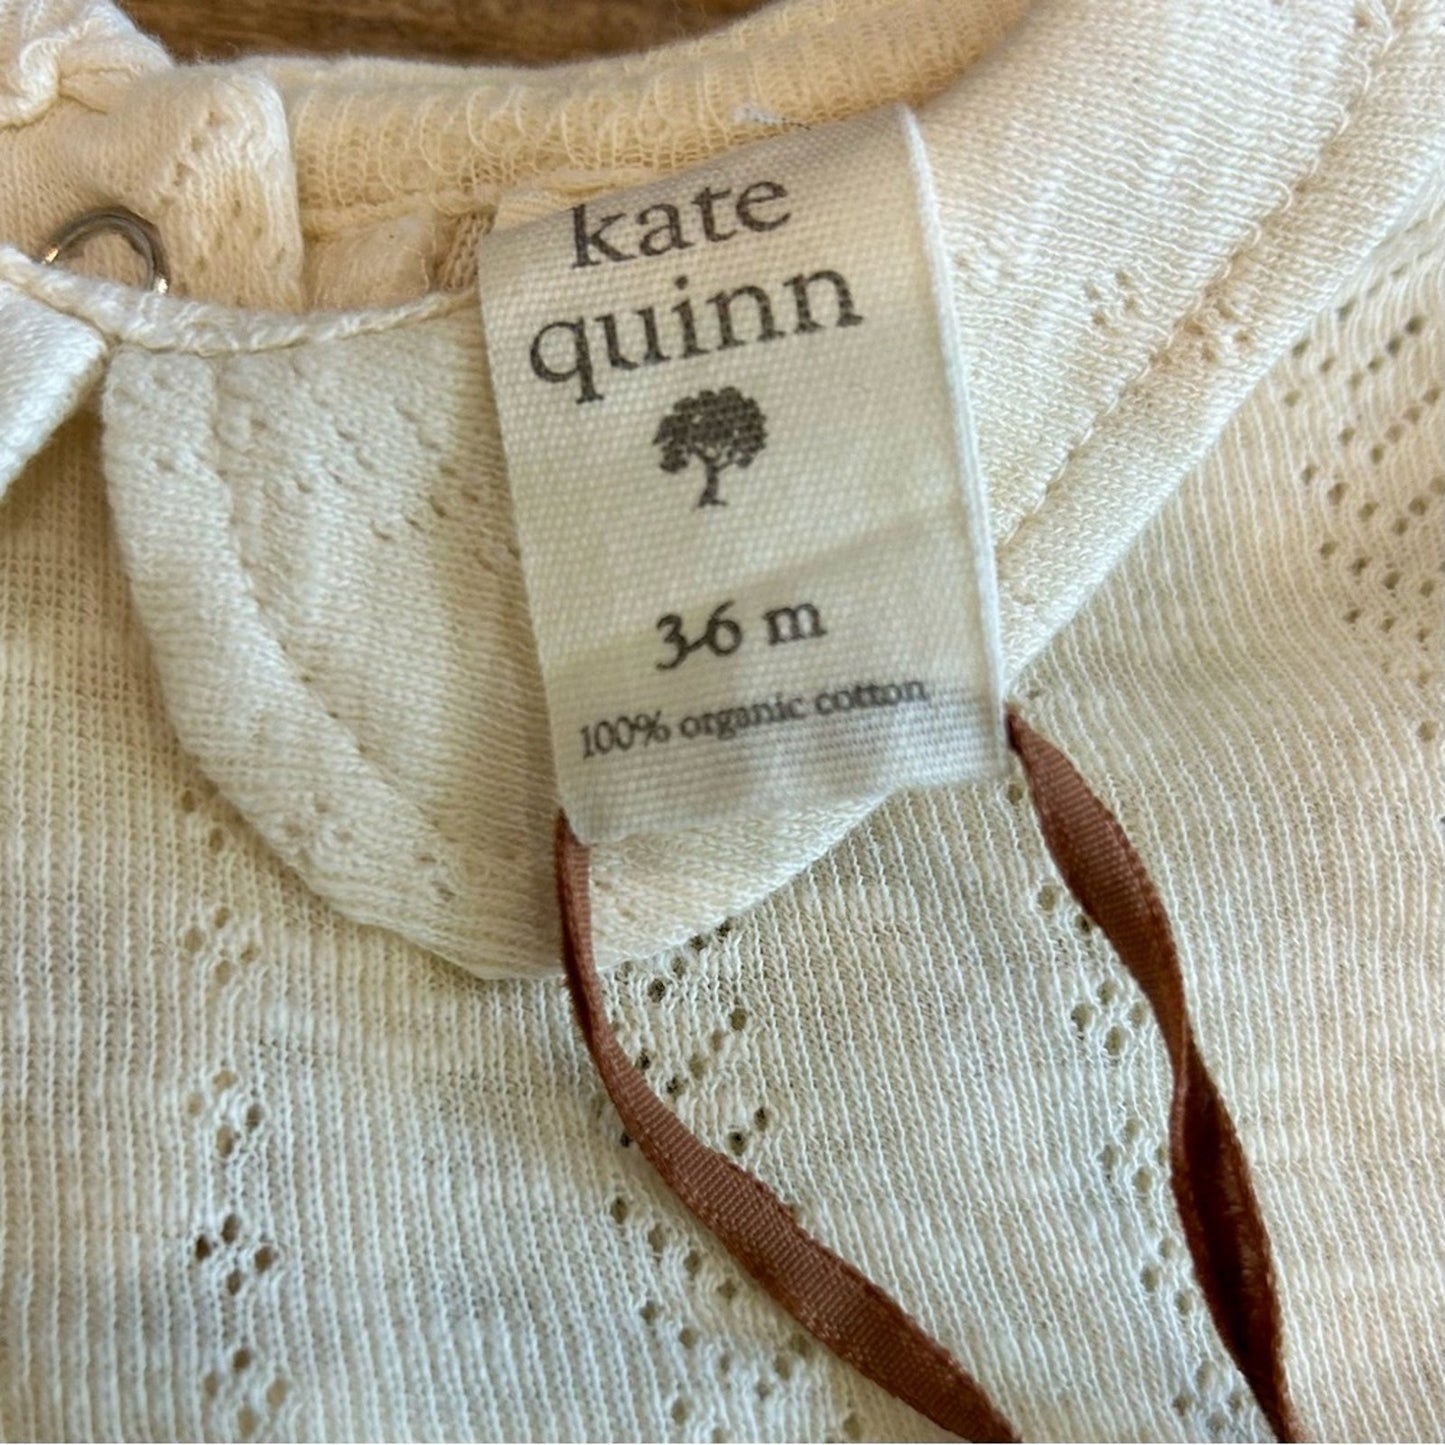 kate
quinn
3-6 m
100% organic cotton